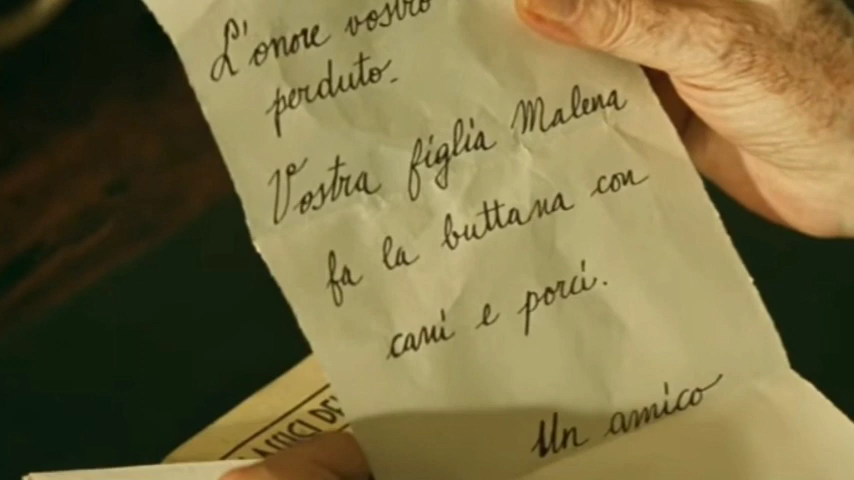 L'onore vostro
perduto.
Vostra figlia Malena
fa la buttana con
cani e porci.
Un amico